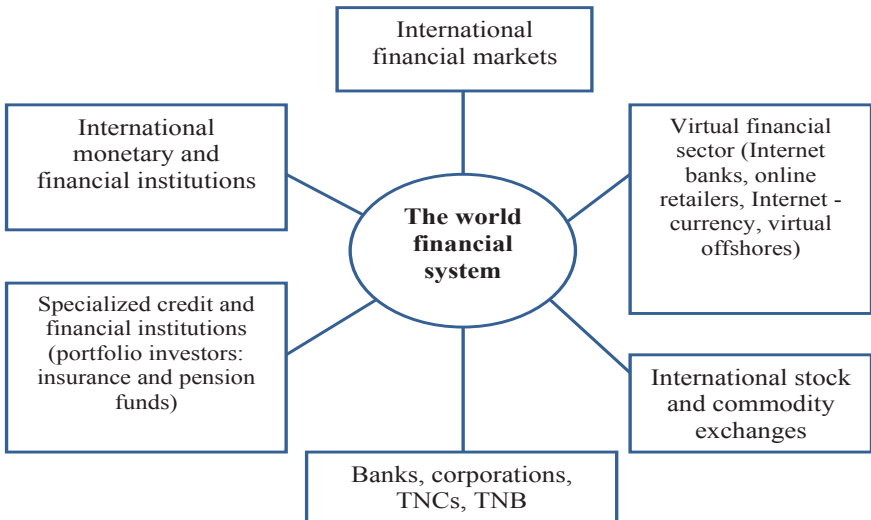 International
financial markets
International
monetary and
financial institutions
Virtual financial
sector (Internet
banks, online
retailers, Internet -
currency, virtual
offshores)
The world
financial
system
Specialized credit and
financial institutions
(portfolio investors:
insurance and pension
funds)
International stock
and commodity
exchanges
Banks, corporations,
TNCs, TNB